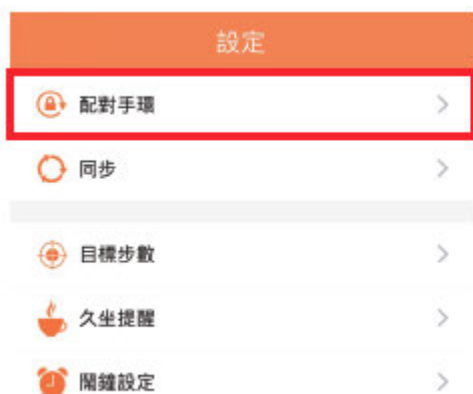 設定
配對手環
同步
目標步數
久坐提醒
鬧鐘設定